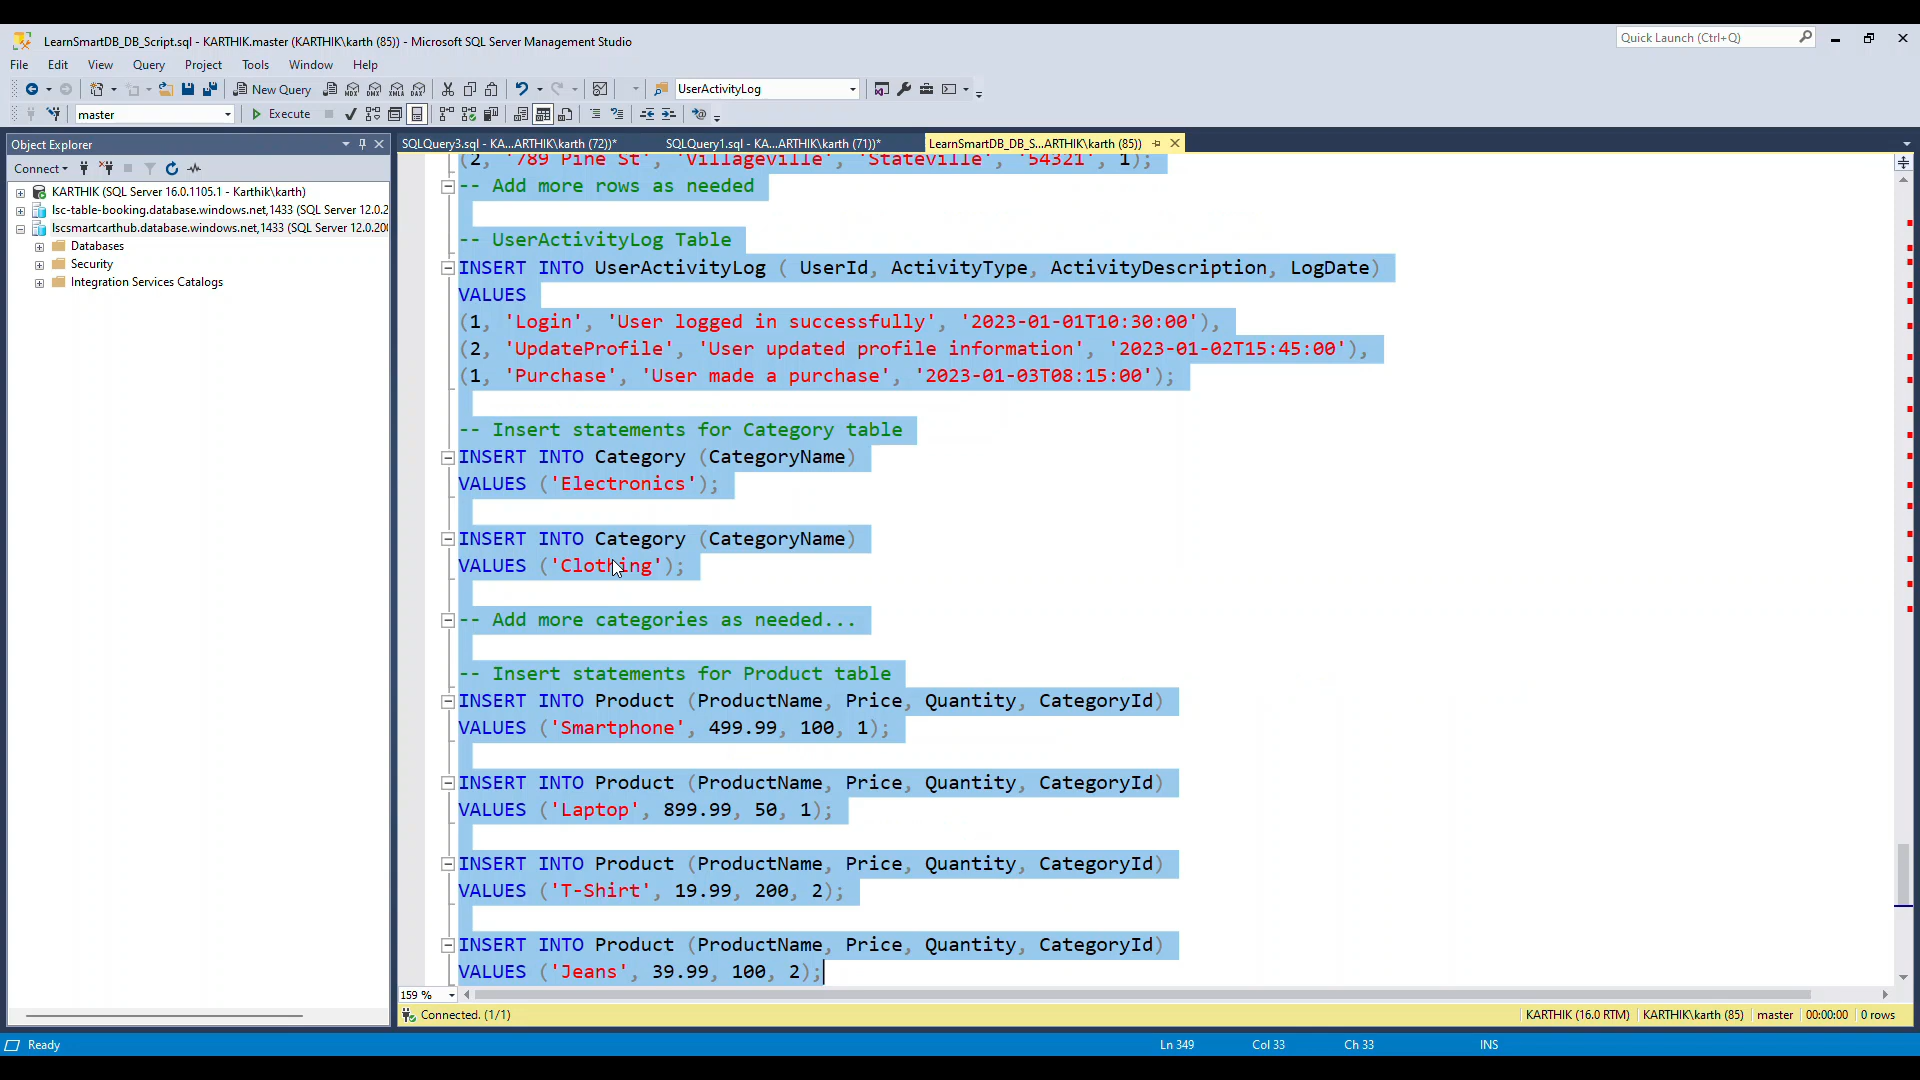 LearnSmartDB_DB_Script.sql - KARTHIK.master (KARTHIK\karth (85)) - Microsoft SQL Server Management Studio
Quick Launch (Ctrl+Q)
File Edit View Query Project Tools Window Help
New Query
UserActivityLog
master
Execute
Object Explorer
SQLQuery3.sql - KA...ARTHIK\karth (72))*
SQLQuery1.sql - KA...ARTHIK\karth (71))*
LearnSmartDB_DB_S...ARTHIK\karth (85))
Connect
KARTHIK (SQL Server 16.0.1105.1 - Karthik\karth)
lsc-table-booking.database.windows.net,1433 (SQL Server 12.0.2
lscsmartcarthub.database.windows.net,1433 (SQL Server 12.0.200
Databases
Security
Integration Services Catalogs
(2, '789 Pine St', 'Villageville', 'Stateville', '54321', 1);
-- Add more rows as needed
-- UserActivityLog Table
INSERT INTO UserActivityLog ( UserId, ActivityType, ActivityDescription, LogDate)
VALUES
(1, 'Login', 'User logged in successfully', '2023-01-01T10:30:00'),
(2, 'UpdateProfile', 'User updated profile information', '2023-01-02T15:45:00'),
(1, 'Purchase', 'User made a purchase', '2023-01-03T08:15:00');
-- Insert statements for Category table
INSERT INTO Category (CategoryName)
VALUES ('Electronics');
INSERT INTO Category (CategoryName)
VALUES ('Clothing');
-- Add more categories as needed...
-- Insert statements for Product table
INSERT INTO Product (ProductName, Price, Quantity, CategoryId)
VALUES ('Smartphone', 499.99, 100, 1);
INSERT INTO Product (ProductName, Price, Quantity, CategoryId)
VALUES ('Laptop', 899.99, 50, 1);
INSERT INTO Product (ProductName, Price, Quantity, CategoryId)
VALUES ('T-Shirt', 19.99, 200, 2);
INSERT INTO Product (ProductName, Price, Quantity, CategoryId)
VALUES ('Jeans', 39.99, 100, 2);
159 %
Connected. (1/1)
KARTHIK (16.0 RTM) KARTHIK\karth (85) master 00:00:00 0 rows
Ready
Ln 349 Col 33 Ch 33 INS